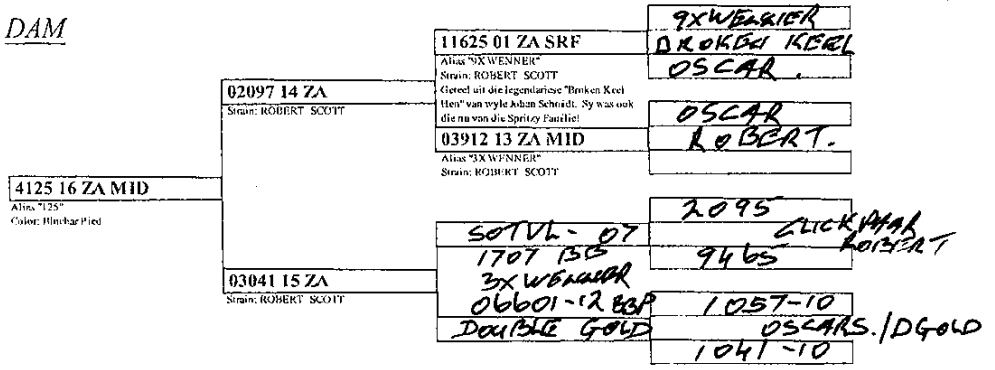 DAM
9XWENNER
BROKEN KEEL
OSCAR.
11625 01 ZA SRF
Alias "9X WENNER"
Strain: ROBERT SCOTT
Geteel uit die legendariese "Broken Keel
Hen" van wyle Johan Schmidt. Sy was ook
die ma van die Spritzy Familie!
02097 14 ZA
Strain: ROBERT SCOTT
OSCAR
ROBERT.
03912 13 ZA MID
Alias "3X WENNER"
Strain: ROBERT SCOTT
4125 16 ZA MID
Alias "125"
Color: Blucbar Pied
2095
CLICKPHAR
ROBERT
9465
SOTVL - 07
1707 BB
3X WENNER
03041 15 ZA
Strain: ROBERT SCOTT
06601-12 BBP
DOUBLE GOLD
1057-10
OSCARS./DGOLD
1041-10